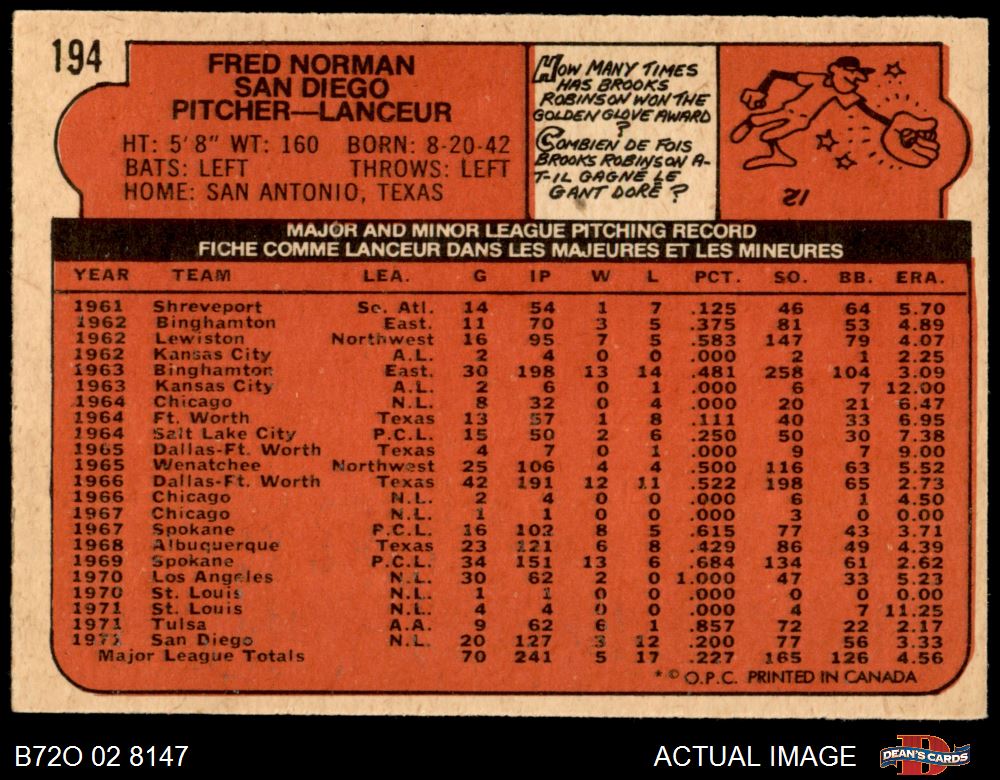 194
FRED NORMAN
SAN DIEGO
PITCHER—LANCEUR
HT: 5'8" WT: 160 BORN: 8-20-42
BATS: LEFT THROWS: LEFT
HOME: SAN ANTONIO, TEXAS
HOW MANY TIMES
HAS BROOKS
ROBINSON WON THE
GOLDEN GLOVE AWARD
?
COMBIEN DE FOIS
BROOKS ROBINSON A-
T-IL GAGNÉ LE
GANT DORÉ ?
12
MAJOR AND MINOR LEAGUE PITCHING RECORD
FICHE COMME LANCEUR DANS LES MAJEURES ET LES MINEURES
YEAR TEAM LEA. G IP W L PCT. SO. BB. ERA.
1961 Shreveport So. Atl. 14 54 1 7 .125 46 64 5.70
1962 Binghamton East. 11 70 3 5 .375 81 53 4.89
1962 Lewiston Northwest 16 95 7 5 .583 147 79 4.07
1962 Kansas City A.L. 2 4 0 0 .000 2 1 2.25
1963 Binghamton East. 30 198 13 14 .481 258 104 3.09
1963 Kansas City A.L. 2 6 0 1 .000 6 7 12.00
1964 Chicago N.L. 8 32 0 4 .000 20 21 6.47
1964 Ft. Worth Texas 13 57 1 8 .111 40 33 6.95
1964 Salt Lake City P.C.L. 15 50 2 6 .250 50 30 7.38
1965 Dallas-Ft. Worth Texas 4 7 0 1 .000 9 7 9.00
1965 Wenatchee Northwest 25 106 4 4 .500 116 63 5.52
1966 Dallas-Ft. Worth Texas 42 191 12 11 .522 198 65 2.73
1966 Chicago N.L. 2 4 0 0 .000 6 1 4.50
1967 Chicago N.L. 1 1 0 0 .000 3 0 0.00
1967 Spokane P.C.L. 16 102 8 5 .615 77 43 3.71
1968 Albuquerque Texas 23 121 6 8 .429 86 49 4.39
1969 Spokane P.C.L. 34 151 13 6 .684 134 61 2.62
1970 Los Angeles N.L. 30 62 2 0 1.000 47 33 5.23
1970 St. Louis N.L. 1 1 0 0 .000 0 0 0.00
1971 St. Louis N.L. 4 4 0 0 .000 4 7 11.25
1971 Tulsa A.A. 9 62 6 1 .857 72 22 2.17
1971 San Diego N.L. 20 127 3 12 .200 77 56 3.33
Major League Totals 70 241 5 17 .227 165 126 4.56
* © O.P.C. PRINTED IN CANADA
B72O 02 8147 ACTUAL IMAGE DEAN'S CARDS